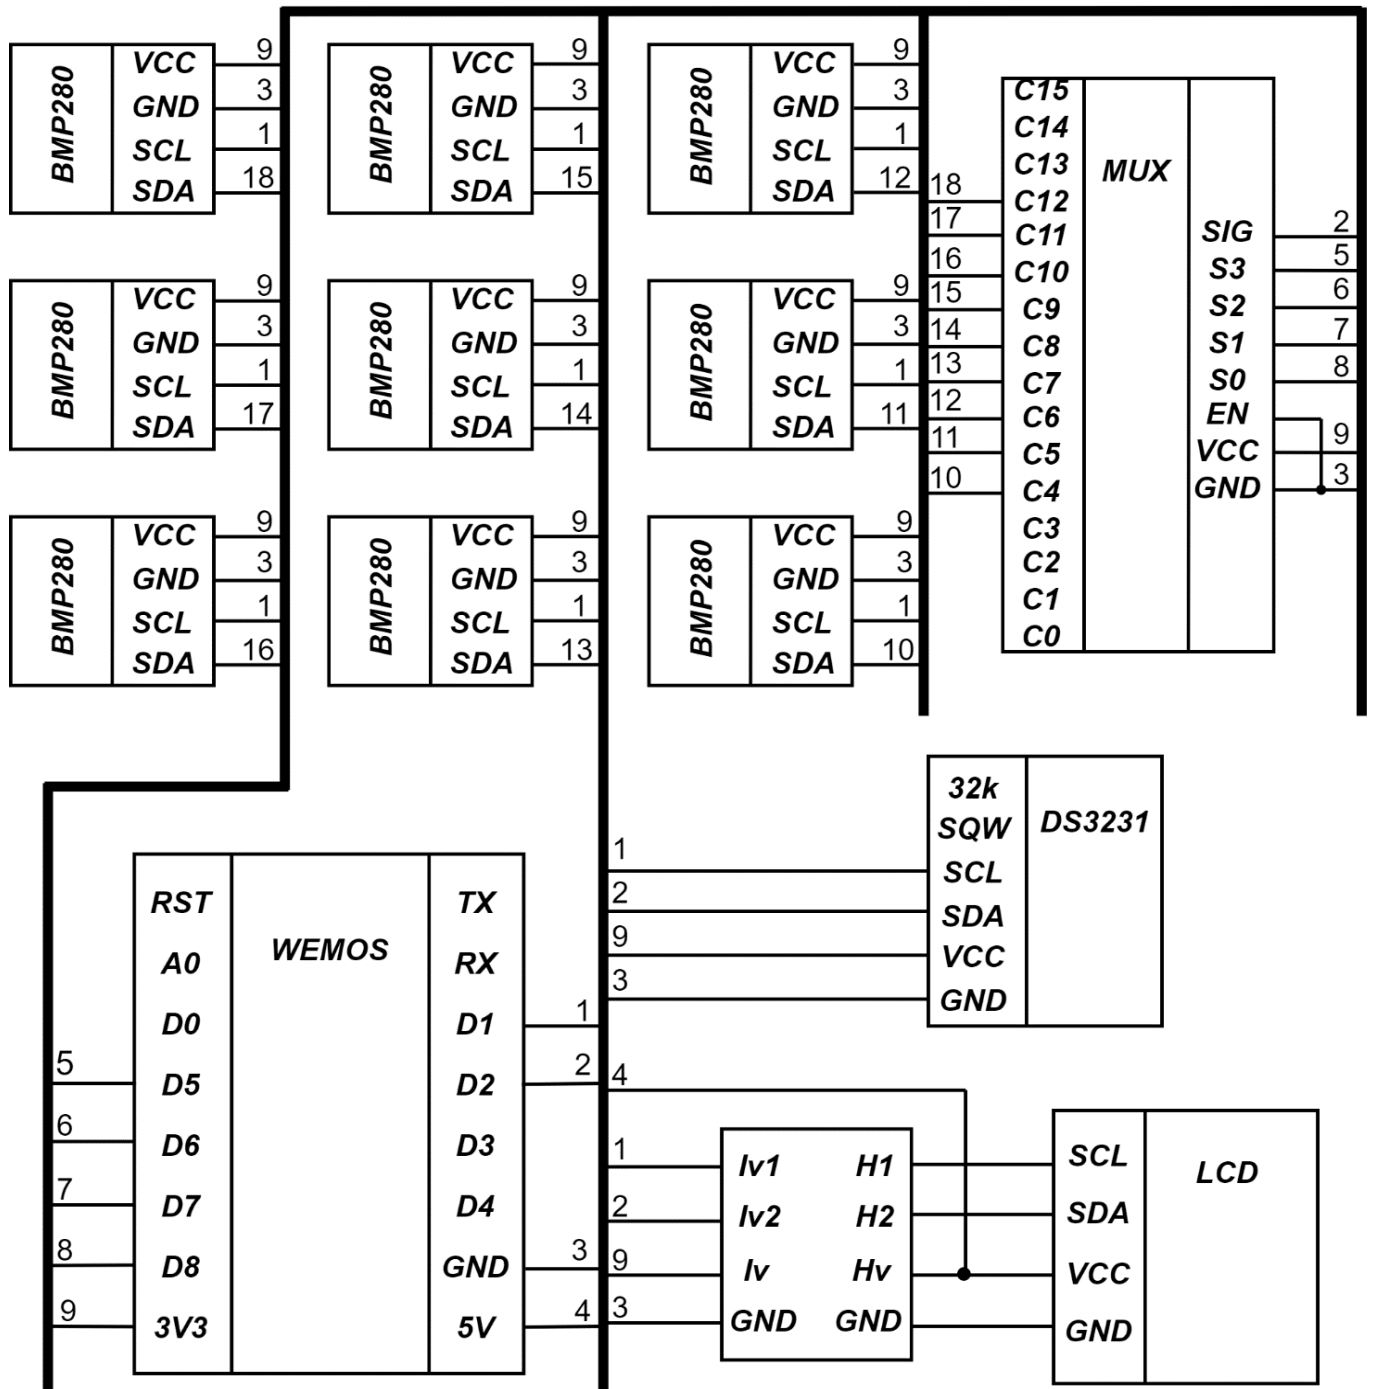 BMP280
VCC 9
GND 3
SCL 1
SDA 18
BMP280
VCC 9
GND 3
SCL 1
SDA 15
BMP280
VCC 9
GND 3
SCL 1
SDA 12
BMP280
VCC 9
GND 3
SCL 1
SDA 17
BMP280
VCC 9
GND 3
SCL 1
SDA 14
BMP280
VCC 9
GND 3
SCL 1
SDA 11
BMP280
VCC 9
GND 3
SCL 1
SDA 16
BMP280
VCC 9
GND 3
SCL 1
SDA 13
BMP280
VCC 9
GND 3
SCL 1
SDA 10
MUX
C15
C14
C13
18 C12
17 C11
16 C10
15 C9
14 C8
13 C7
12 C6
11 C5
10 C4
C3
C2
C1
C0
SIG 2
S3 5
S2 6
S1 7
S0 8
EN
VCC 9
GND 3
DS3231
32k
SQW
1 SCL
2 SDA
9 VCC
3 GND
WEMOS
RST
A0
D0
5 D5
6 D6
7 D7
8 D8
9 3V3
TX
RX
D1 1
D2 2
D3
D4
GND 3
5V 4
4
1 Iv1 H1
2 Iv2 H2
9 Iv Hv
3 GND GND
LCD
SCL
SDA
VCC
GND